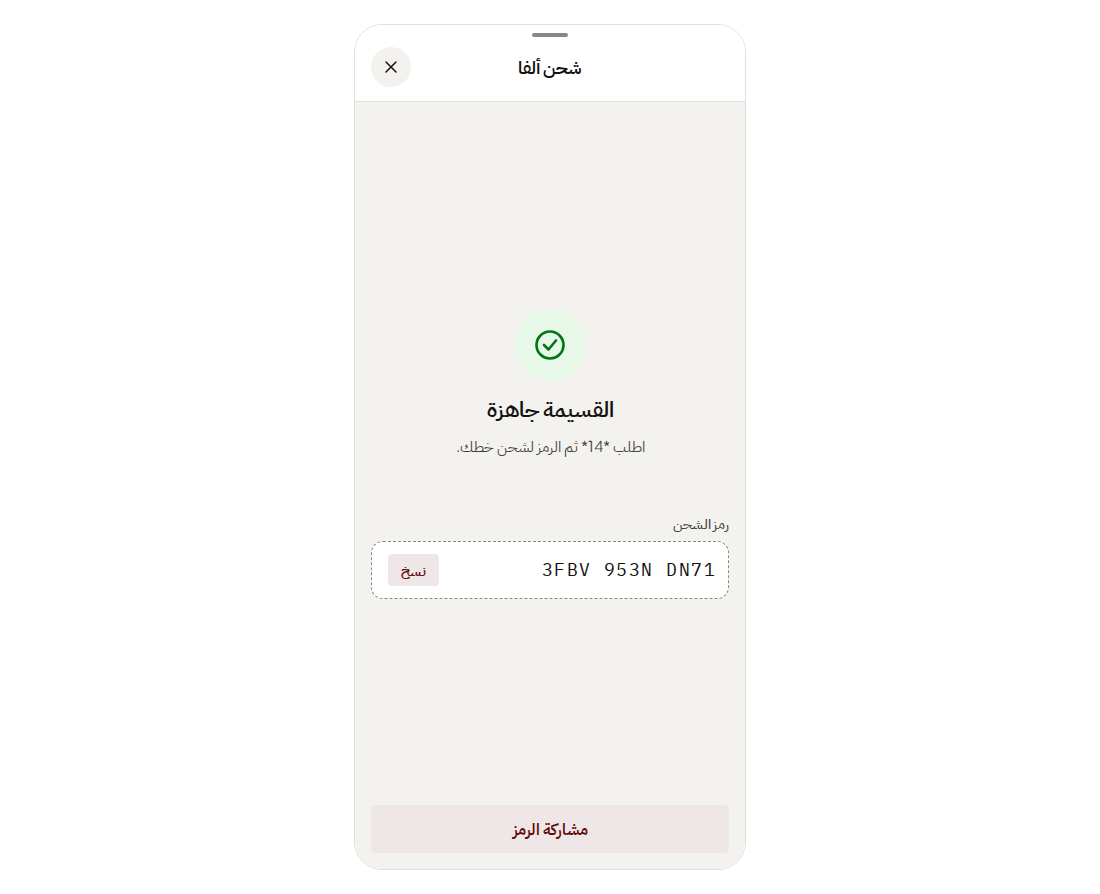 شحن ألفا
القسيمة جاهزة
اطلب *14* ثم الرمز لشحن خطك.
رمز الشحن
3FBV 953N DN71
نسخ
مشاركة الرمز